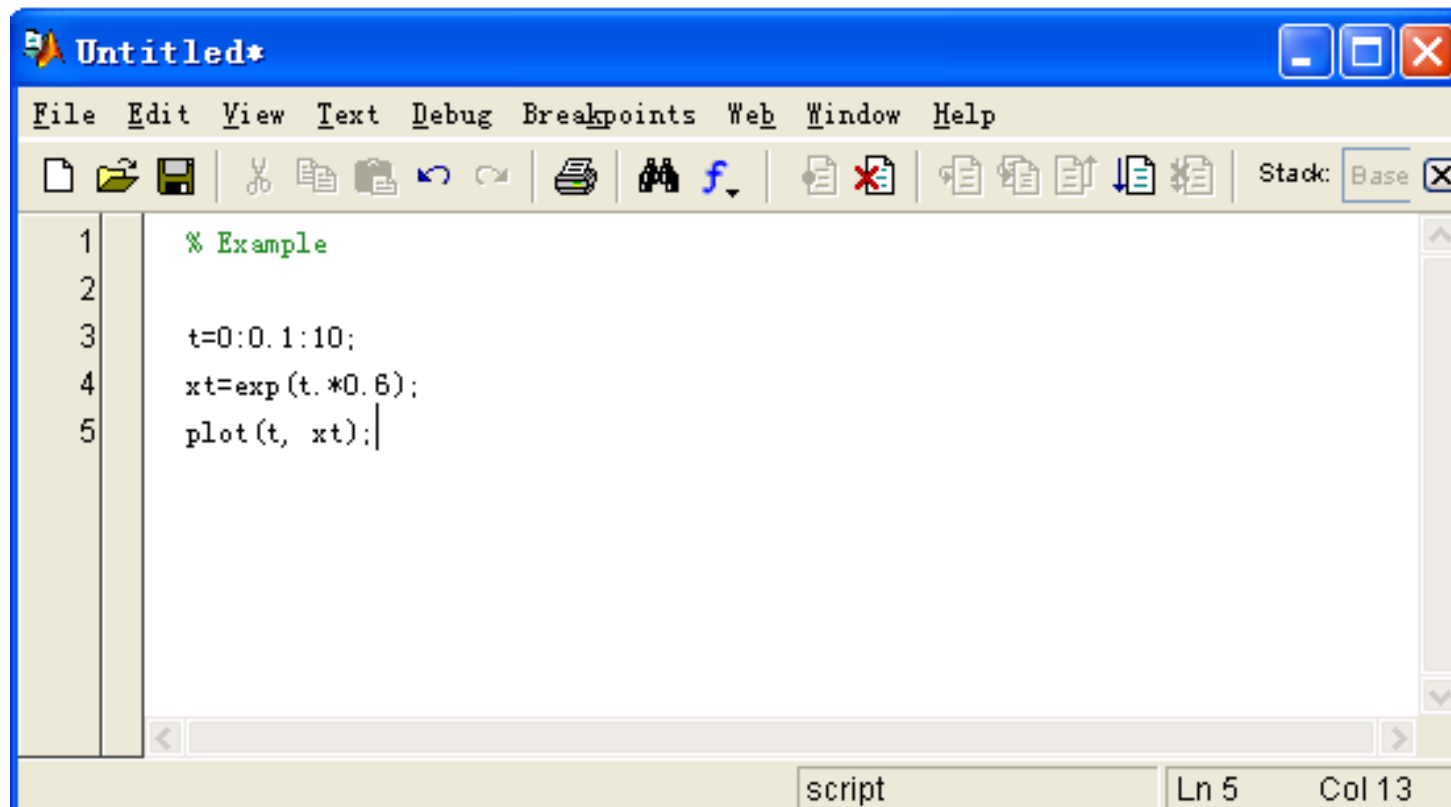 Untitled*
File Edit View Text Debug Breakpoints Web Window Help
Stack: Base
1 % Example
2
3 t=0:0.1:10;
4 xt=exp(t.*0.6);
5 plot(t, xt);
script Ln 5 Col 13